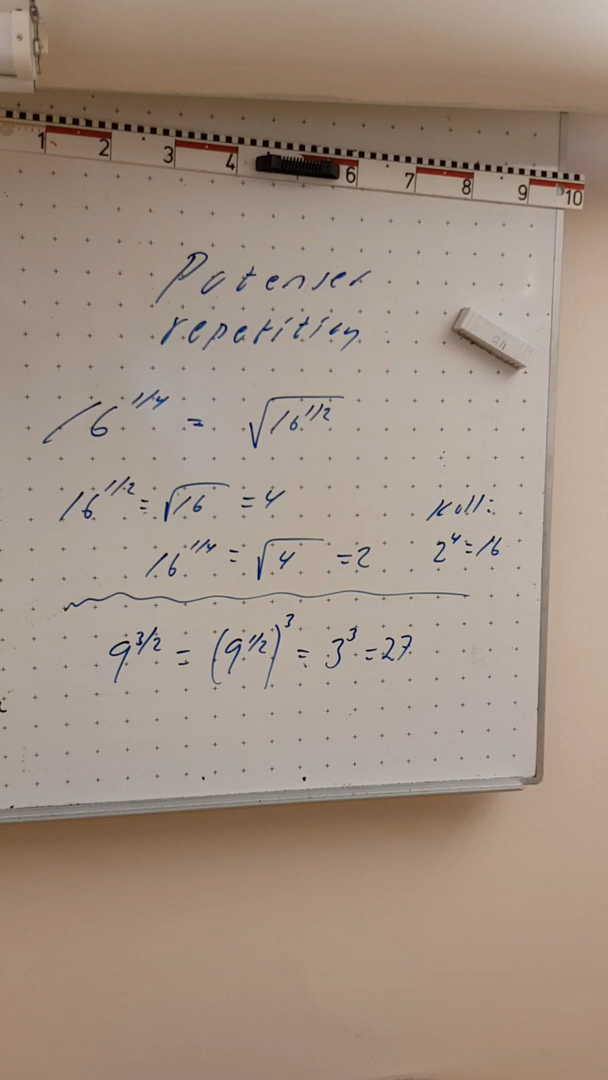 1 2 3 4 6 7 8 9 10
Potenser
repetition
16^1/4 = √16^1/2
16^1/2 = √16 = 4
Koll:
16^1/4 = √4 = 2
2^4 = 16
9^3/2 = (9^1/2)^3 = 3^3 = 27